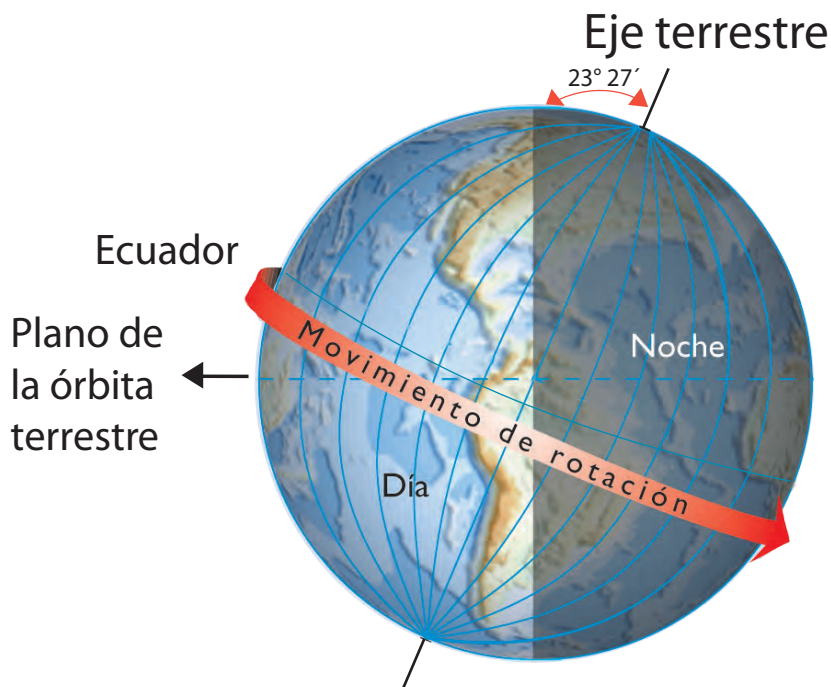 Eje terrestre
23° 27´
Ecuador
Plano de
la órbita
terrestre
Movimiento de rotación
Noche
Día